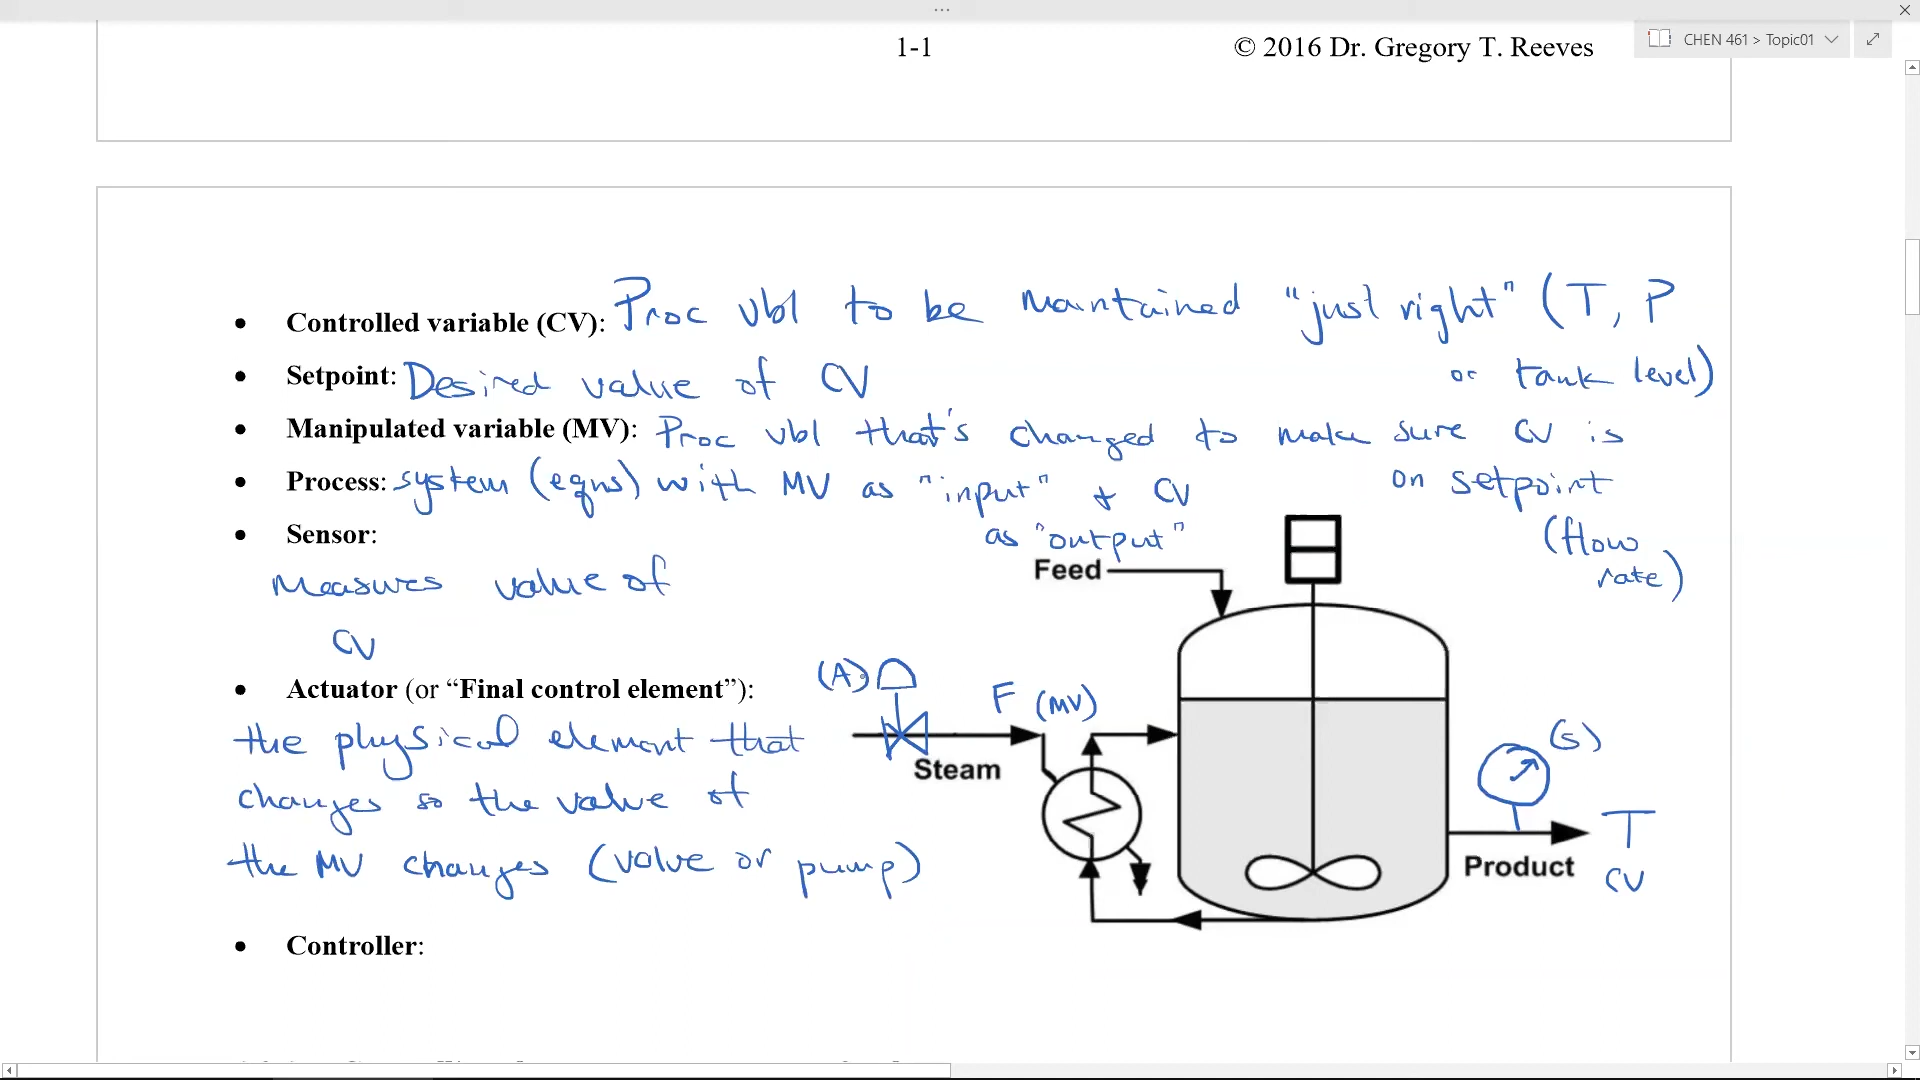 CHEN 461 > Topic01
1-1
© 2016 Dr. Gregory T. Reeves
Controlled variable (CV): Proc vbl to be maintained "just right" (T, P
or tank level)
Setpoint: Desired value of CV
Manipulated variable (MV): Proc vbl that's changed to make sure CV is
on setpoint
(flow
rate)
Process: system (eqns) with MV as "input" + CV
as "output"
Sensor:
measures value of
CV
Actuator (or “Final control element”):
the physical element that
changes so the value of
the MV changes (valve or pump)
Controller:
Feed
(A)
F (MV)
Steam
(S)
T
Product
CV